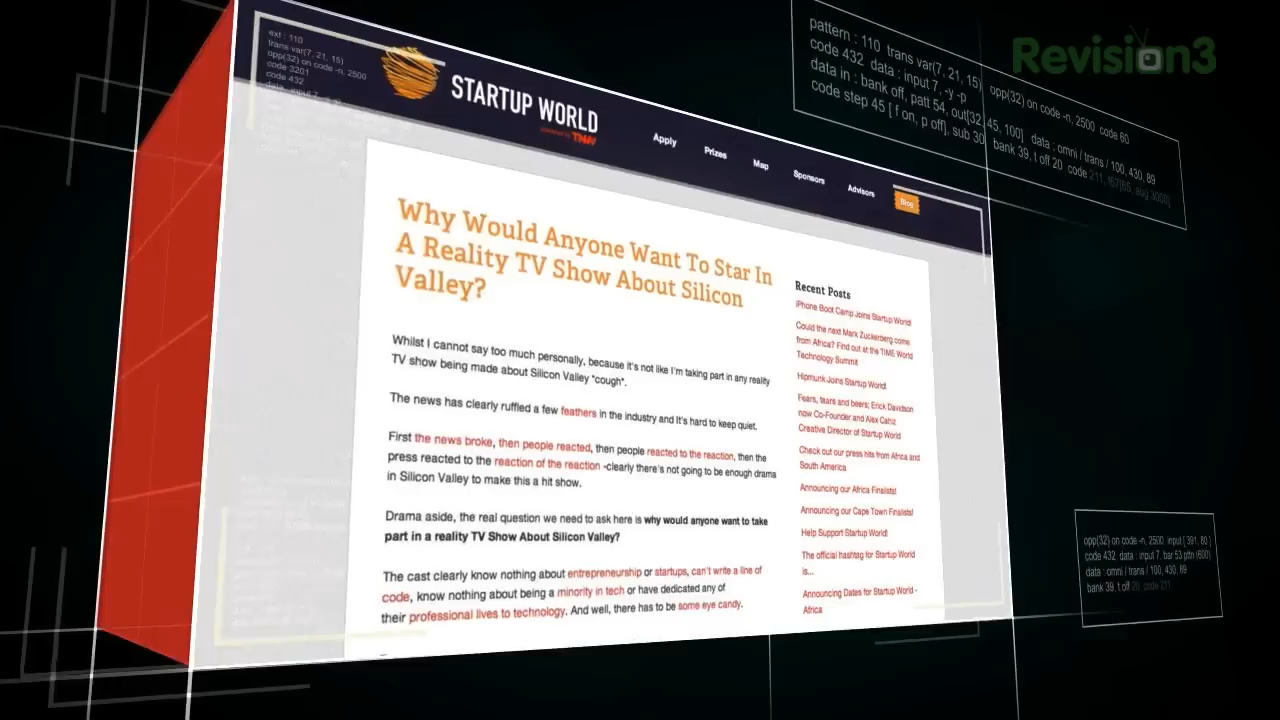 Revision3
ext : 110
trans var(7, 21, 15)
opp(32) on code -n, 2500
code 3201
code 432
pattern : 110 trans var(7, 21, 15)
code 432 data : input 7, -y -p
data in : bank off, patt 54, out[32, 45, 100]
code step 45 [ f on, p off], sub 30
opp(32) on code -n, 2500 code 60
data : omni / trans / 100, 430, 89
bank 39, t off 20 code 211,
STARTUP WORLD
powered by TNW
Apply
Prizes
Map
Sponsors
Advisors
Blog
Why Would Anyone Want To Star In
A Reality TV Show About Silicon
Valley?
Whilst I cannot say too much personally, because it's not like I'm taking part in any reality
TV show being made about Silicon Valley *cough*.
The news has clearly ruffled a few feathers in the industry and it's hard to keep quiet.
First the news broke, then people reacted, then people reacted to the reaction, then the
press reacted to the reaction of the reaction -clearly there's not going to be enough drama
in Silicon Valley to make this a hit show.
Drama aside, the real question we need to ask here is why would anyone want to take
part in a reality TV Show About Silicon Valley?
The cast clearly know nothing about entrepreneurship or startups, can't write a line of
code, know nothing about being a minority in tech or have dedicated any of
their professional lives to technology. And well, there has to be some eye candy.
Recent Posts
iPhone Boot Camp Joins Startup World!
Could the next Mark Zuckerberg come
from Africa? Find out at the TIME World
Technology Summit
Hipmunk Joins Startup World!
Fears, tears and beers; Erick Davidson
now Co-Founder and Alex Cahiz
Creative Director of Startup World
Check out our press hits from Africa and
South America
Announcing our Africa Finalists!
Announcing our Cape Town Finalists!
Help Support Startup World!
The official hashtag for Startup World
is...
Announcing Dates for Startup World -
Africa
opp(32) on code -n, 2500 input [ 391, 80 ]
code 432 data : input 7, bar 53 pttn (600)
data : omni / trans / 100, 430, 89
bank 39, t off 20, code 211